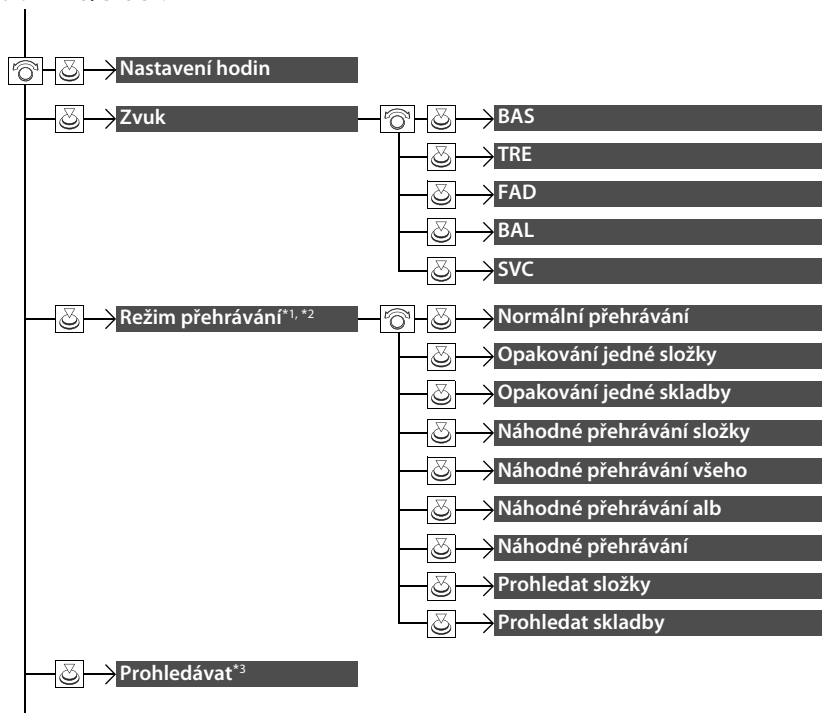 Nastavení hodin
Zvuk
BAS
TRE
FAD
BAL
SVC
Režim přehrávání*1, *2
Normální přehrávání
Opakování jedné složky
Opakování jedné skladby
Náhodné přehrávání složky
Náhodné přehrávání všeho
Náhodné přehrávání alb
Náhodné přehrávání
Prohledat složky
Prohledat skladby
Prohledávat*3